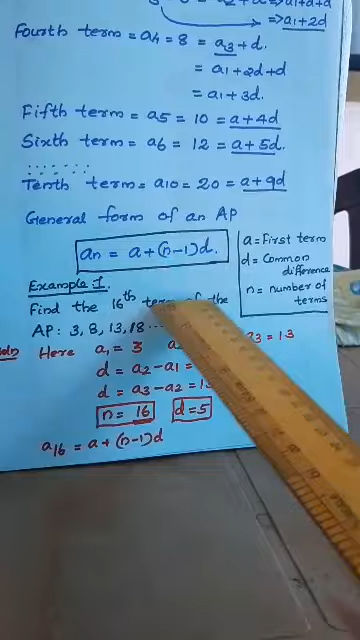 => a1+2d
Fourth term = a4 = 8 = a3 + d.
= a1 + 2d + d
= a1 + 3d.
Fifth term = a5 = 10 = a + 4d
Sixth term = a6 = 12 = a + 5d.
Tenth term = a10 = 20 = a + 9d
General form of an AP
an = a + (n-1)d.
a = First term
d = Common difference
n = number of terms
Example 1.
Find the 16th term of the
AP: 3, 8, 13, 18 ...
Here a1 = 3 a3 = 13
d = a2 - a1 =
d = a3 - a2 =
n = 16 d = 5
a16 = a + (n-1)d